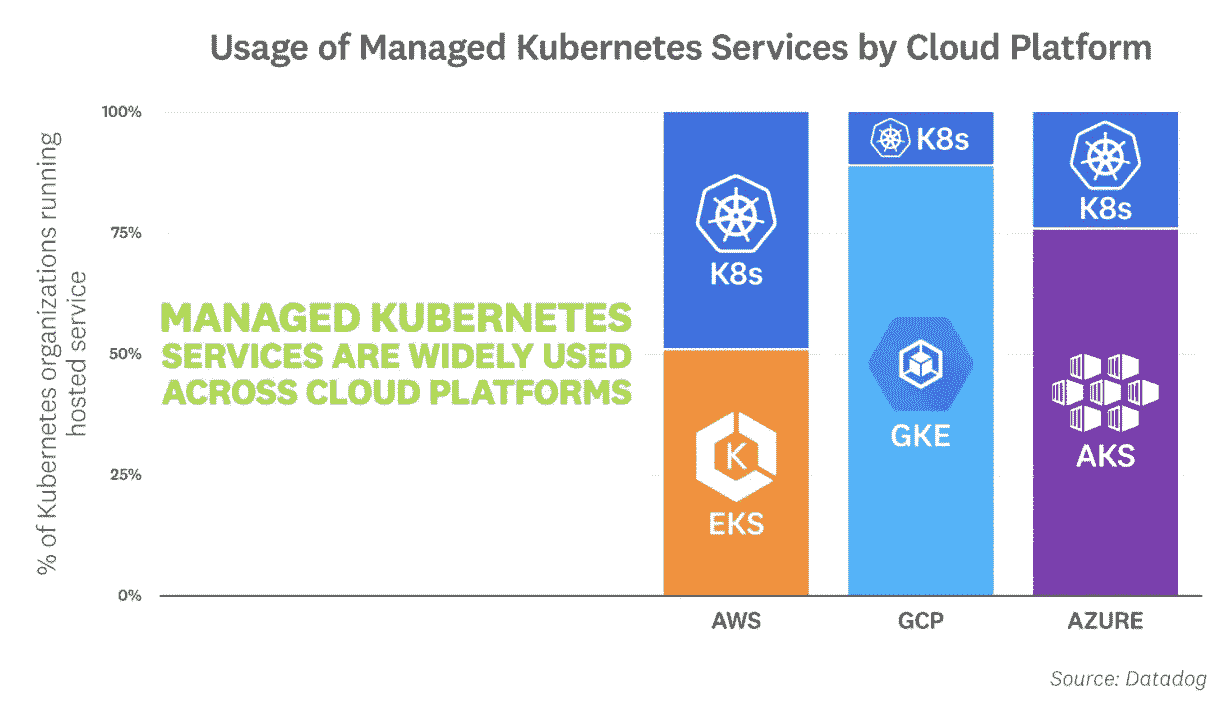 Usage of Managed Kubernetes Services by Cloud Platform
% of Kubernetes organizations running
hosted service
100%
75%
50%
25%
0%
MANAGED KUBERNETES
SERVICES ARE WIDELY USED
ACROSS CLOUD PLATFORMS
K8s
K
EKS
K8s
GKE
K8s
AKS
AWS
GCP
AZURE
Source: Datadog